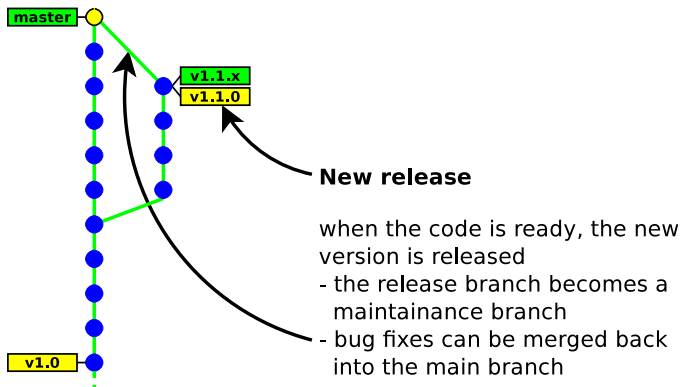 master
v1.1.x
v1.1.0
New release
when the code is ready, the new
version is released
- the release branch becomes a
maintainance branch
- bug fixes can be merged back
into the main branch
v1.0